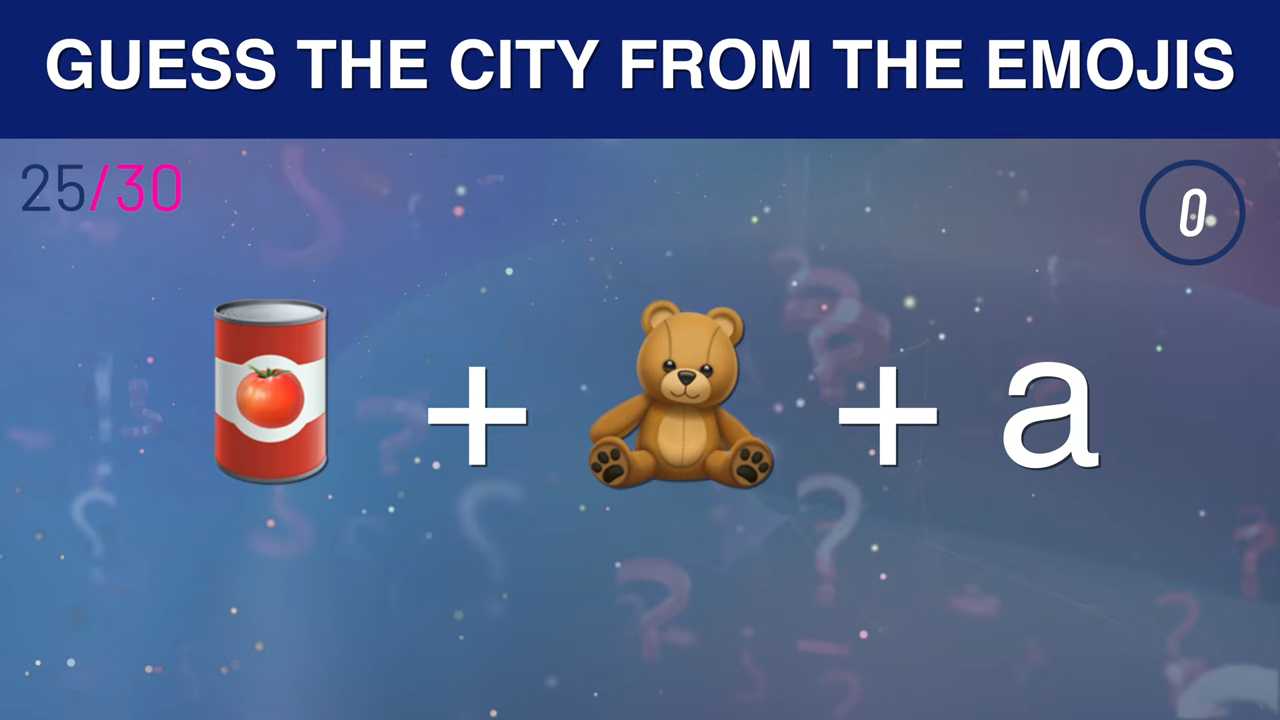 GUESS THE CITY FROM THE EMOJIS
25/30
0
+ + a